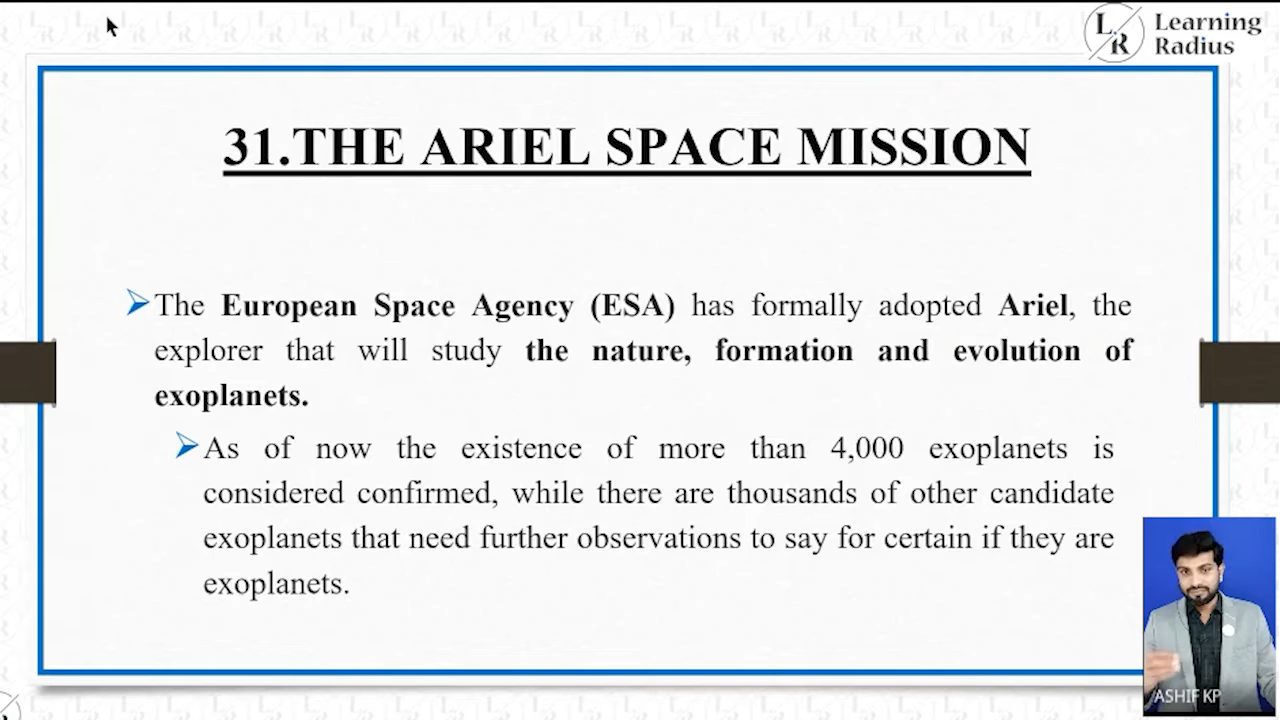 LR Learning
Radius
31.THE ARIEL SPACE MISSION
The European Space Agency (ESA) has formally adopted Ariel, the
explorer that will study the nature, formation and evolution of
exoplanets.
As of now the existence of more than 4,000 exoplanets is
considered confirmed, while there are thousands of other candidate
exoplanets that need further observations to say for certain if they are
exoplanets.
ASHIF KP